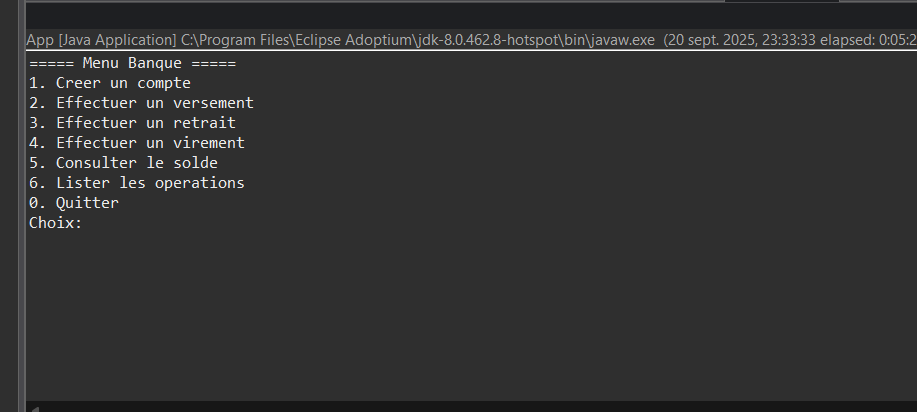 App [Java Application] C:\Program Files\Eclipse Adoptium\jdk-8.0.462.8-hotspot\bin\javaw.exe (20 sept. 2025, 23:33:33 elapsed: 0:05:2
===== Menu Banque =====
1. Creer un compte
2. Effectuer un versement
3. Effectuer un retrait
4. Effectuer un virement
5. Consulter le solde
6. Lister les operations
0. Quitter
Choix: